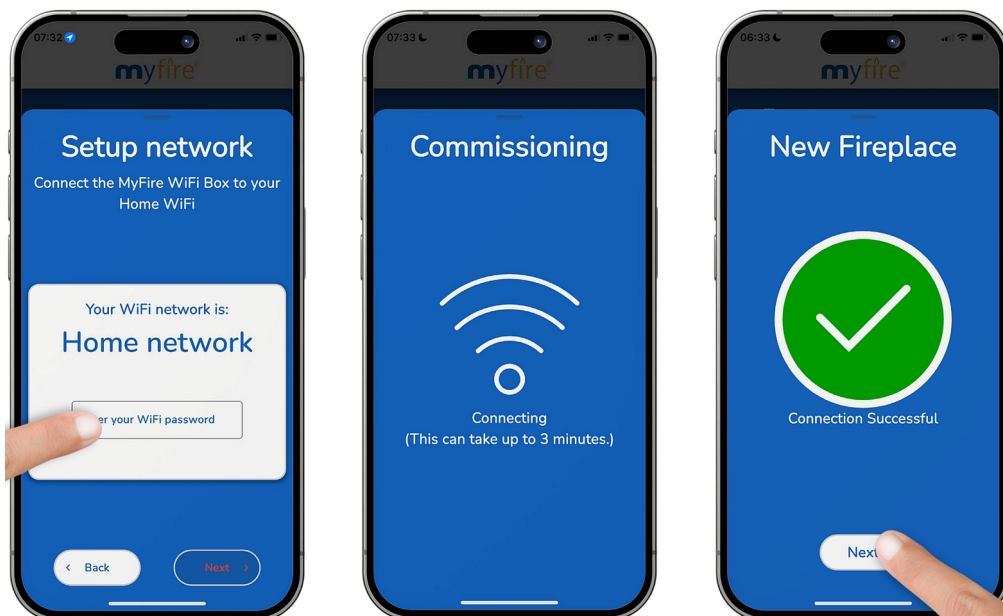 07:32
myfire®
Setup network
Connect the MyFire WiFi Box to your
Home WiFi
Your WiFi network is:
Home network
er your WiFi password
Back
Next
07:33
myfire®
Commissioning
Connecting
(This can take up to 3 minutes.)
06:33
myfire®
New Fireplace
Connection Successful
Next